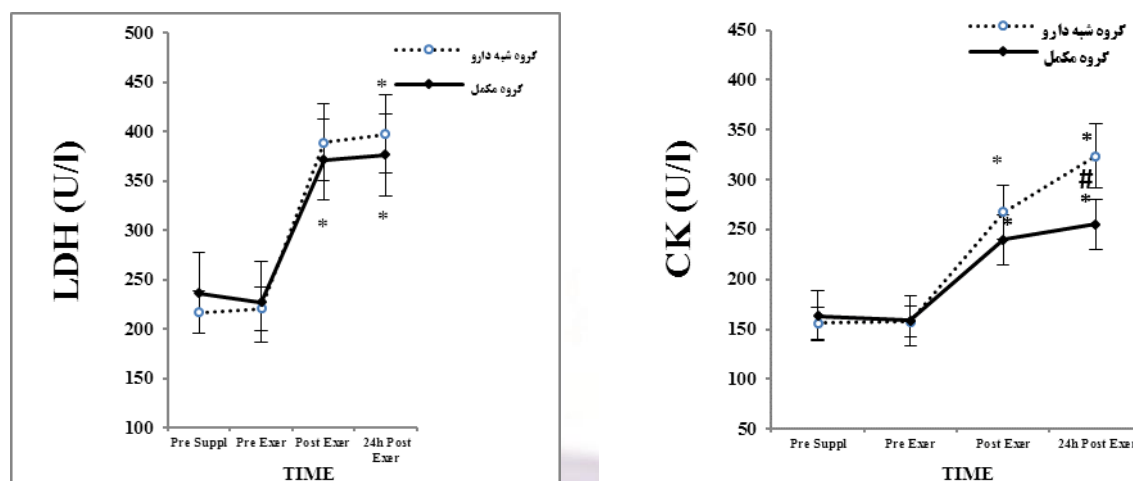 LDH (U/l)
500
450
400
350
300
250
200
150
100
گروه شبه دارو
گروه مکمل
*
*
*
Pre Suppl
Pre Exer
Post Exer
24h Post
Exer
TIME
CK (U/l)
450
400
350
300
250
200
150
100
50
گروه شبه دارو
گروه مکمل
*
*
*
#
*
Pre Suppl
Pre Exer
Post Exer
24h Post Exer
TIME